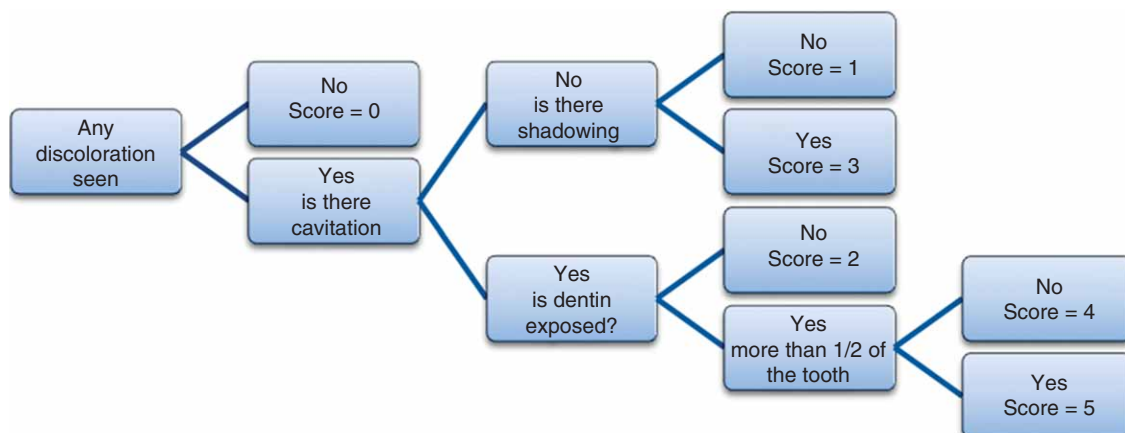 Any
discoloration
seen
No
Score = 0
Yes
is there
cavitation
No
is there
shadowing
Yes
is dentin
exposed?
No
Score = 1
Yes
Score = 3
No
Score = 2
Yes
more than 1/2 of
the tooth
No
Score = 4
Yes
Score = 5